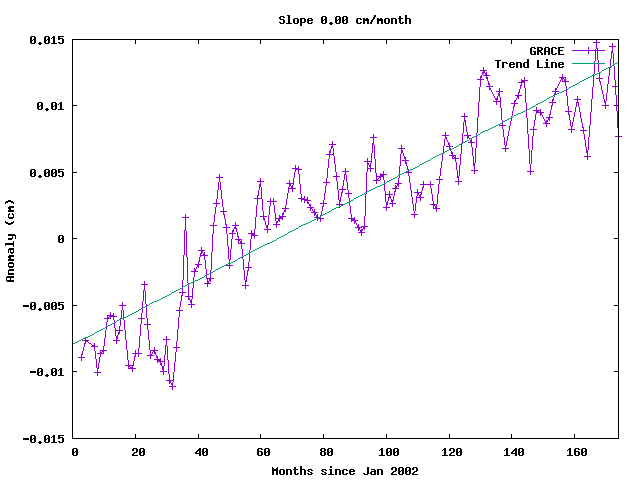 Slope 0.00 cm/month
GRACE
Trend Line
0.015
0.01
0.005
0
-0.005
-0.01
-0.015
Anomaly (cm)
0 20 40 60 80 100 120 140 160
Months since Jan 2002